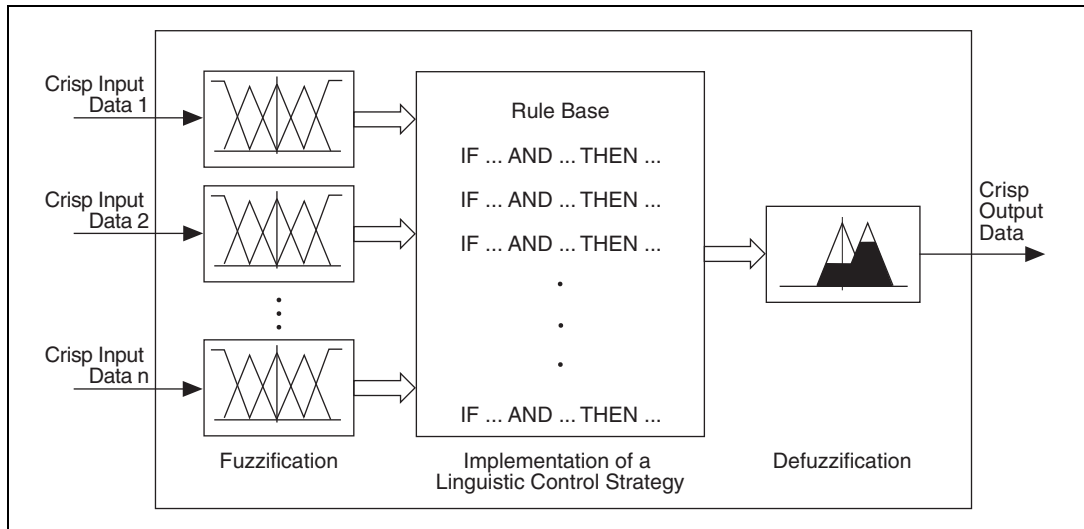 Crisp Input
Data 1
Crisp Input
Data 2
Crisp Input
Data n
Fuzzification
Rule Base
IF ... AND ... THEN ...
IF ... AND ... THEN ...
IF ... AND ... THEN ...
IF ... AND ... THEN ...
Implementation of a
Linguistic Control Strategy
Defuzzification
Crisp
Output
Data